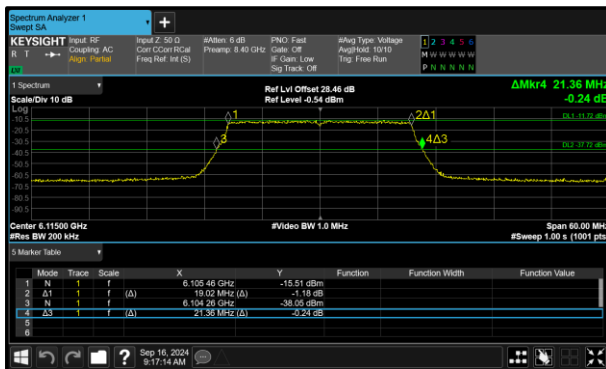 Spectrum Analyzer 1
Swept SA
KEYSIGHT Input: RF Input Z: 50 Ω #Atten: 6 dB PNO: Fast #Avg Type: Voltage 1 2 3 4 5 6
R T Coupling: AC Corr CCorr RCal Preamp: 8.40 GHz Gate: Off Avg|Hold: 10/10 M W W W W W
Align: Partial Freq Ref: Int (S) IF Gain: Low Trig: Free Run P N N N N N
Sig Track: Off
1 Spectrum Ref Lvl Offset 28.46 dB ΔMkr4 21.36 MHz
Scale/Div 10 dB Ref Level -0.54 dBm -0.24 dB
Log
-10.5 1 2Δ1 DL1 -11.72 dBm
-20.5
-30.5 3 4Δ3 DL2 -37.72 dBm
-40.5
-50.5
-60.5
-70.5
-80.5
-90.5
Center 6.11500 GHz #Video BW 1.0 MHz Span 60.00 MHz
#Res BW 200 kHz #Sweep 1.00 s (1001 pts)
5 Marker Table
Mode Trace Scale X Y Function Function Width Function Value
1 N 1 f 6.105 46 GHz -15.51 dBm
2 Δ1 1 f (Δ) 19.02 MHz (Δ) -1.18 dB
3 N 1 f 6.104 26 GHz -38.05 dBm
4 Δ3 1 f (Δ) 21.36 MHz (Δ) -0.24 dB
5
6
? Sep 16, 2024
9:17:14 AM